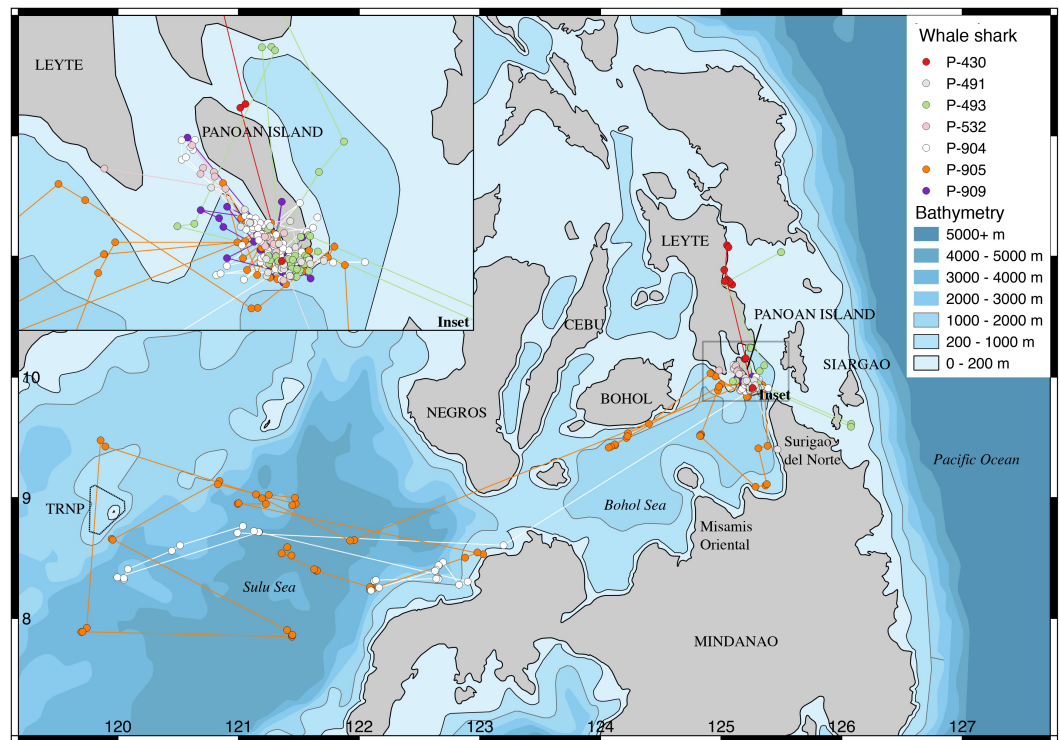 LEYTE
PANOAN ISLAND
Inset
Whale shark
P-430
P-491
P-493
P-532
P-904
P-905
P-909
Bathymetry
5000+ m
4000 - 5000 m
3000 - 4000 m
2000 - 3000 m
1000 - 2000 m
200 - 1000 m
0 - 200 m
LEYTE
PANOAN ISLAND
CEBU
SIARGAO
10
BOHOL
Inset
NEGROS
Surigao
del Norte
Pacific Ocean
9
TRNP
Bohol Sea
Misamis
Oriental
Sulu Sea
8
MINDANAO
120
121
122
123
124
125
126
127